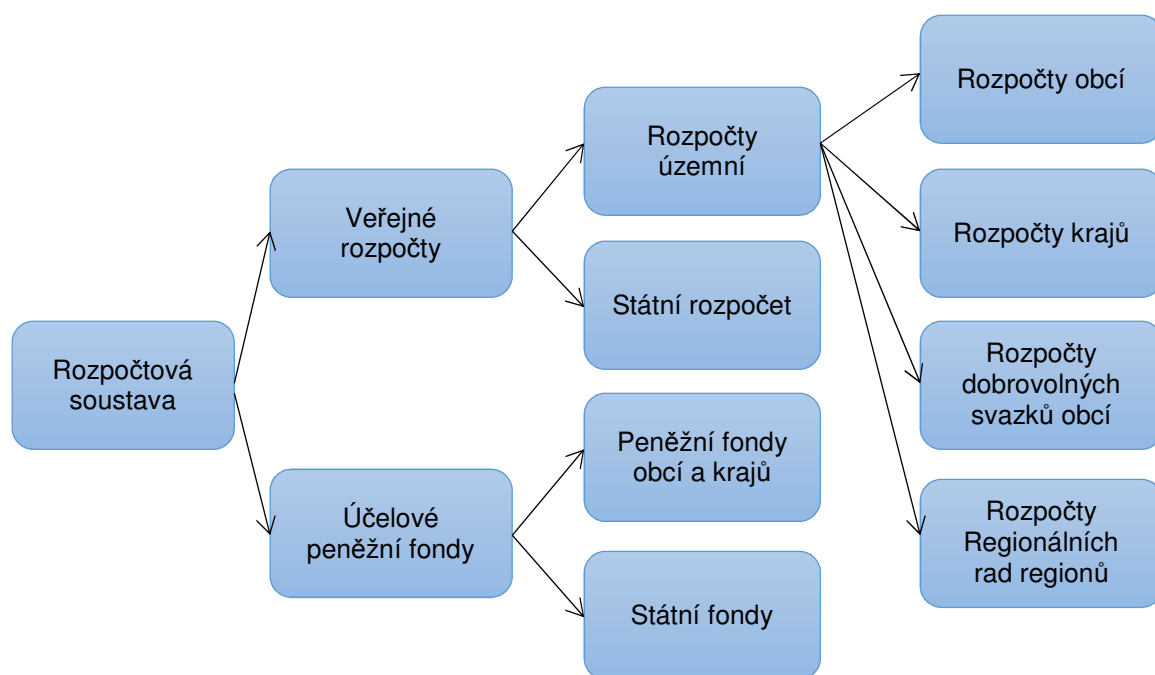 Rozpočtová
soustava
Veřejné
rozpočty
Účelové
peněžní fondy
Rozpočty
územní
Státní rozpočet
Peněžní fondy
obcí a krajů
Státní fondy
Rozpočty obcí
Rozpočty krajů
Rozpočty
dobrovolných
svazků obcí
Rozpočty
Regionálních
rad regionů